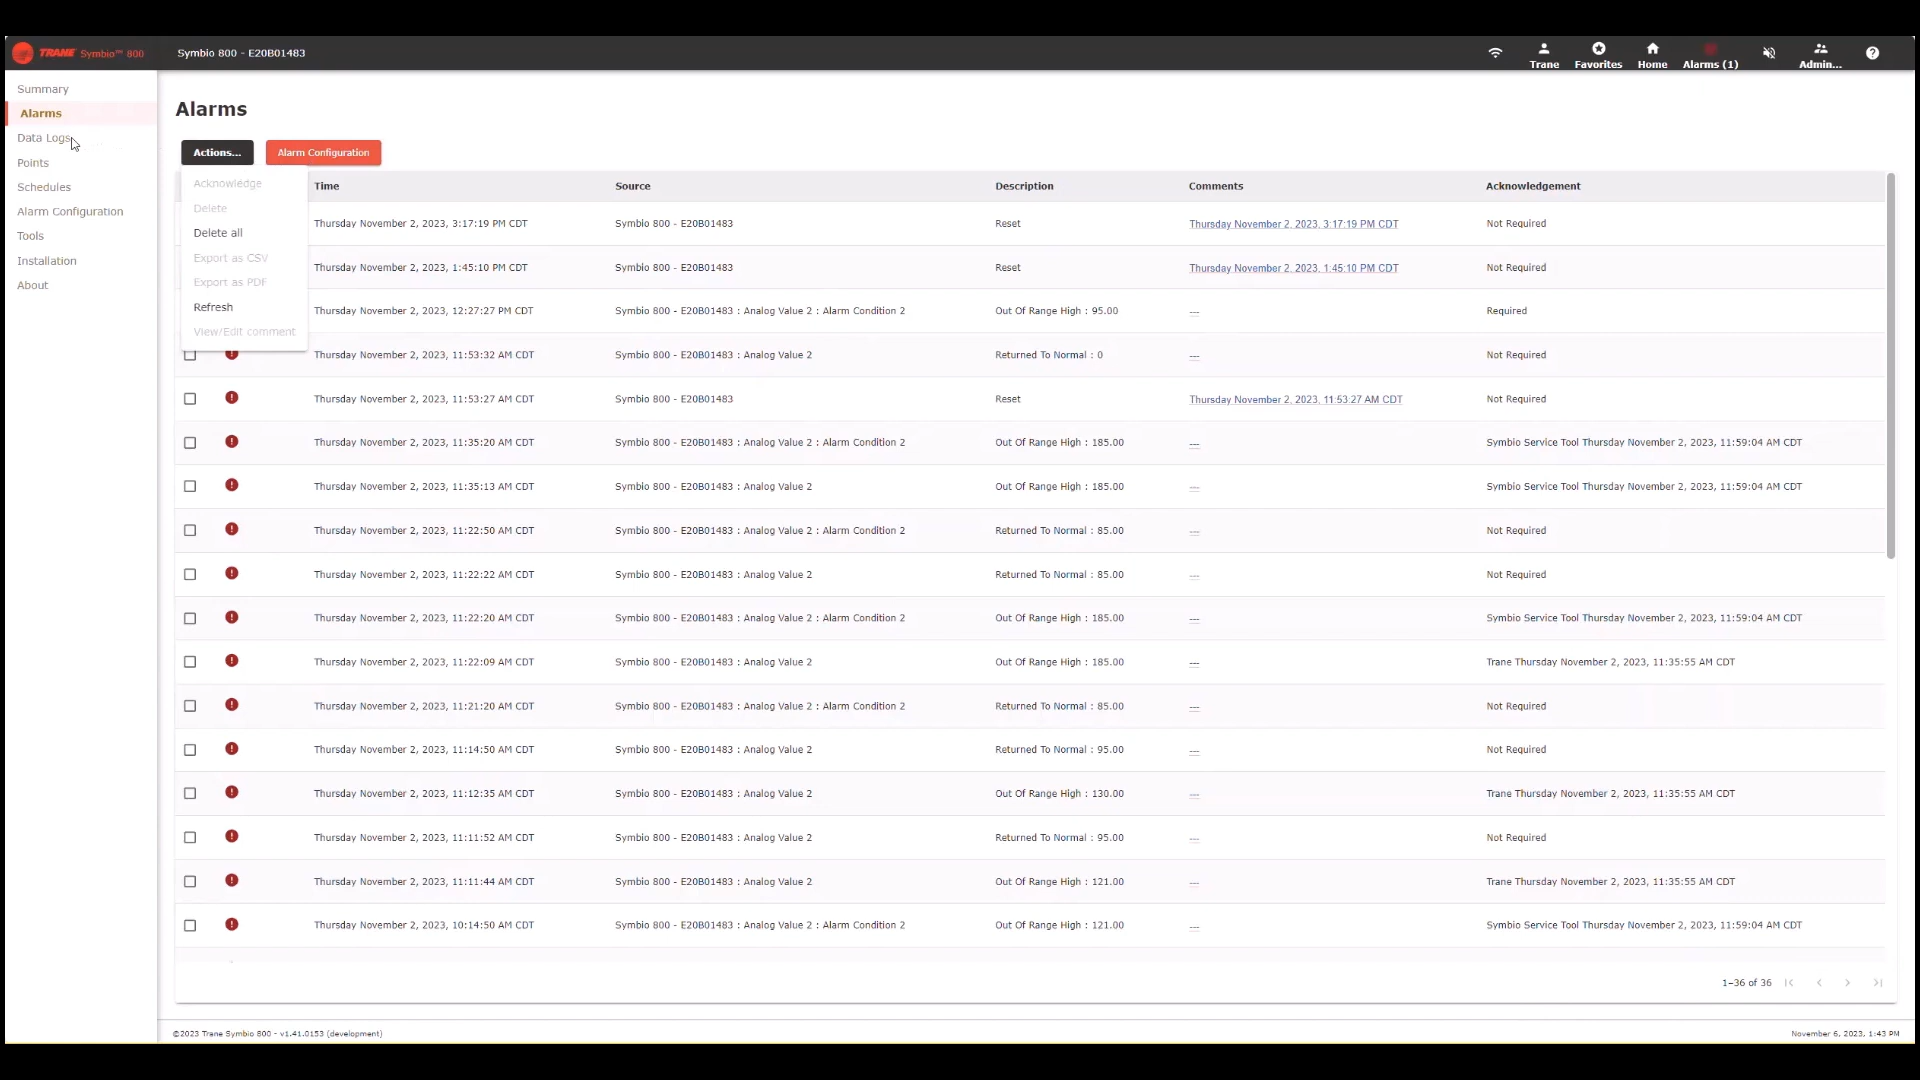 TRANE Symbio™ 800
Symbio 800 - E20B01483
Trane
Favorites
Home
Alarms (1)
Admin...
Summary
Alarms
Data Logs
Points
Schedules
Alarm Configuration
Tools
Installation
About
Alarms
Actions...
Alarm Configuration
Acknowledge
Delete
Delete all
Export as CSV
Export as PDF
Refresh
View/Edit comment
Time Source Description Comments Acknowledgement
Thursday November 2, 2023, 3:17:19 PM CDT Symbio 800 - E20B01483 Reset Thursday November 2, 2023, 3:17:19 PM CDT Not Required
Thursday November 2, 2023, 1:45:10 PM CDT Symbio 800 - E20B01483 Reset Thursday November 2, 2023, 1:45:10 PM CDT Not Required
Thursday November 2, 2023, 12:27:27 PM CDT Symbio 800 - E20B01483 : Analog Value 2 : Alarm Condition 2 Out Of Range High : 95.00 --- Required
Thursday November 2, 2023, 11:53:32 AM CDT Symbio 800 - E20B01483 : Analog Value 2 Returned To Normal : 0 --- Not Required
Thursday November 2, 2023, 11:53:27 AM CDT Symbio 800 - E20B01483 Reset Thursday November 2, 2023, 11:53:27 AM CDT Not Required
Thursday November 2, 2023, 11:35:20 AM CDT Symbio 800 - E20B01483 : Analog Value 2 : Alarm Condition 2 Out Of Range High : 185.00 --- Symbio Service Tool Thursday November 2, 2023, 11:59:04 AM CDT
Thursday November 2, 2023, 11:35:13 AM CDT Symbio 800 - E20B01483 : Analog Value 2 Out Of Range High : 185.00 --- Symbio Service Tool Thursday November 2, 2023, 11:59:04 AM CDT
Thursday November 2, 2023, 11:22:50 AM CDT Symbio 800 - E20B01483 : Analog Value 2 : Alarm Condition 2 Returned To Normal : 85.00 --- Not Required
Thursday November 2, 2023, 11:22:22 AM CDT Symbio 800 - E20B01483 : Analog Value 2 Returned To Normal : 85.00 --- Not Required
Thursday November 2, 2023, 11:22:20 AM CDT Symbio 800 - E20B01483 : Analog Value 2 : Alarm Condition 2 Out Of Range High : 185.00 --- Symbio Service Tool Thursday November 2, 2023, 11:59:04 AM CDT
Thursday November 2, 2023, 11:22:09 AM CDT Symbio 800 - E20B01483 : Analog Value 2 Out Of Range High : 185.00 --- Trane Thursday November 2, 2023, 11:35:55 AM CDT
Thursday November 2, 2023, 11:21:20 AM CDT Symbio 800 - E20B01483 : Analog Value 2 : Alarm Condition 2 Returned To Normal : 85.00 --- Not Required
Thursday November 2, 2023, 11:14:50 AM CDT Symbio 800 - E20B01483 : Analog Value 2 Returned To Normal : 95.00 --- Not Required
Thursday November 2, 2023, 11:12:35 AM CDT Symbio 800 - E20B01483 : Analog Value 2 Out Of Range High : 130.00 --- Trane Thursday November 2, 2023, 11:35:55 AM CDT
Thursday November 2, 2023, 11:11:52 AM CDT Symbio 800 - E20B01483 : Analog Value 2 Returned To Normal : 95.00 --- Not Required
Thursday November 2, 2023, 11:11:44 AM CDT Symbio 800 - E20B01483 : Analog Value 2 Out Of Range High : 121.00 --- Trane Thursday November 2, 2023, 11:35:55 AM CDT
Thursday November 2, 2023, 10:14:50 AM CDT Symbio 800 - E20B01483 : Analog Value 2 : Alarm Condition 2 Out Of Range High : 121.00 --- Symbio Service Tool Thursday November 2, 2023, 11:59:04 AM CDT
1–36 of 36
©2023 Trane Symbio 800 - v1.41.0153 (development)
November 6, 2023, 1:43 PM